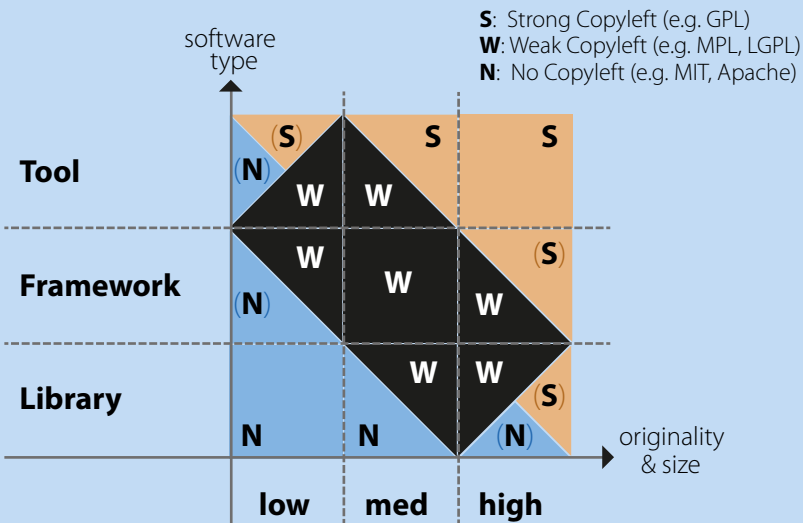 S: Strong Copyleft (e.g. GPL)
W: Weak Copyleft (e.g. MPL, LGPL)
N: No Copyleft (e.g. MIT, Apache)
software
type
(S) S S
Tool (N)
W W
W (S)
Framework W
(N) W
W W
Library (S)
N N (N)
originality
& size
low med high